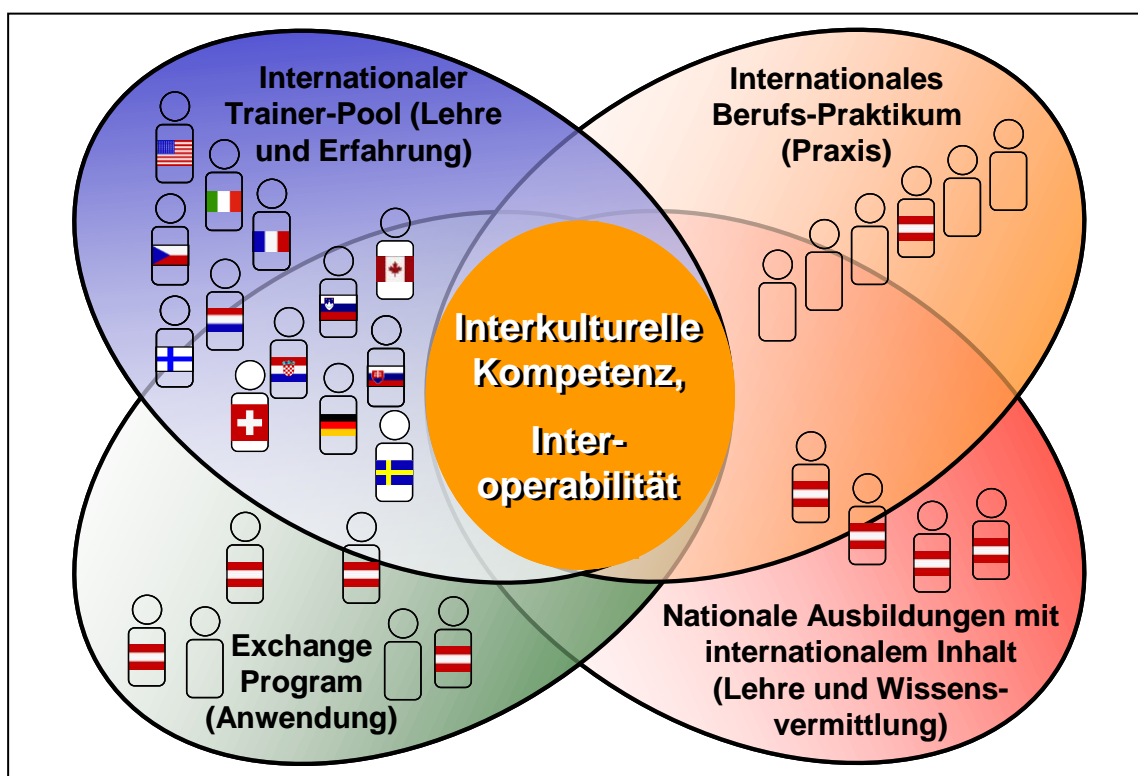 Internationaler
Trainer-Pool (Lehre
und Erfahrung)
Internationales
Berufs-Praktikum
(Praxis)
Interkulturelle
Kompetenz,
Inter-
operabilität
Exchange
Program
(Anwendung)
Nationale Ausbildungen mit
internationalem Inhalt
(Lehre und Wissens-
vermittlung)